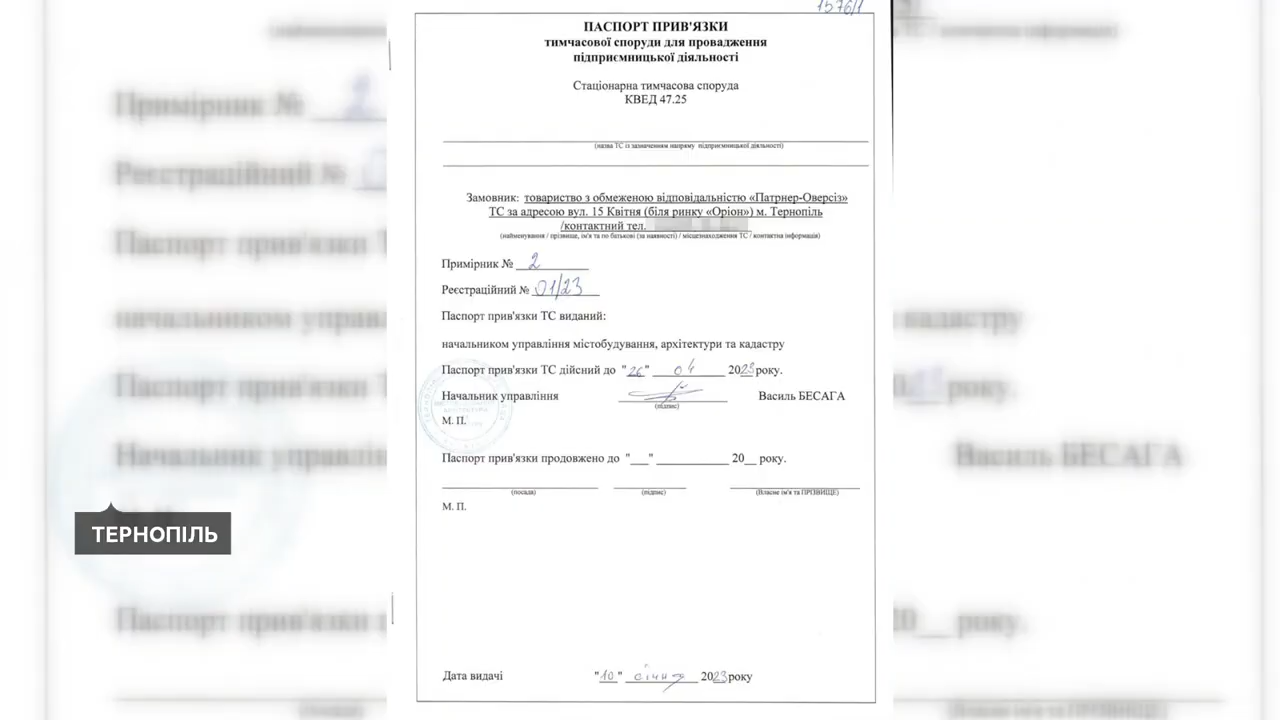 1576/1
ПАСПОРТ ПРИВ'ЯЗКИ
тимчасової споруди для провадження
підприємницької діяльності
Стаціонарна тимчасова споруда
КВЕД 47.25
(назва ТС із зазначенням напряму підприємницької діяльності)
Замовник: товариство з обмеженою відповідальністю «Патрнер-Оверсіз»
ТС за адресою вул. 15 Квітня (біля ринку «Оріон») м. Тернопіль
/контактний тел.
(найменування / прізвище, ім'я та по батькові (за наявності) / місцезнаходження ТС / контактна інформація)
Примірник № 2
Реєстраційний № 01/23
Паспорт прив'язки ТС виданий:
начальником управління містобудування, архітектури та кадастру
Паспорт прив'язки ТС дійсний до "26" 04 2023 року.
Начальник управління Василь БЕСАГА
(підпис)
М. П.
Паспорт прив'язки продовжено до "___" ____________ 20__ року.
(посада) (підпис) (Власне ім'я та ПРІЗВИЩЕ)
М. П.
Дата видачі "10" січня 2023 року
ТЕРНОПІЛЬ